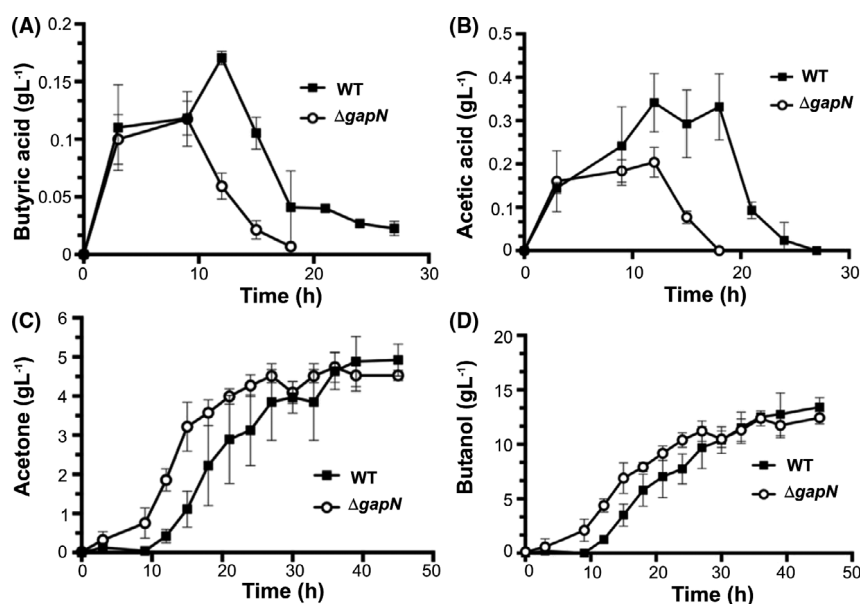 (A)
Butyric acid (gL⁻¹)
0.2
0.15
0.1
0.05
0
WT
ΔgapN
0 10 20 30
Time (h)
(B)
Acetic acid (gL⁻¹)
0.5
0.4
0.3
0.2
0.1
0
WT
ΔgapN
0 10 20 30
Time (h)
(C)
Acetone (gL⁻¹)
6
5
4
3
2
1
0
WT
ΔgapN
0 10 20 30 40 50
Time (h)
(D)
Butanol (gL⁻¹)
20
15
10
5
0
WT
ΔgapN
0 10 20 30 40 50
Time (h)